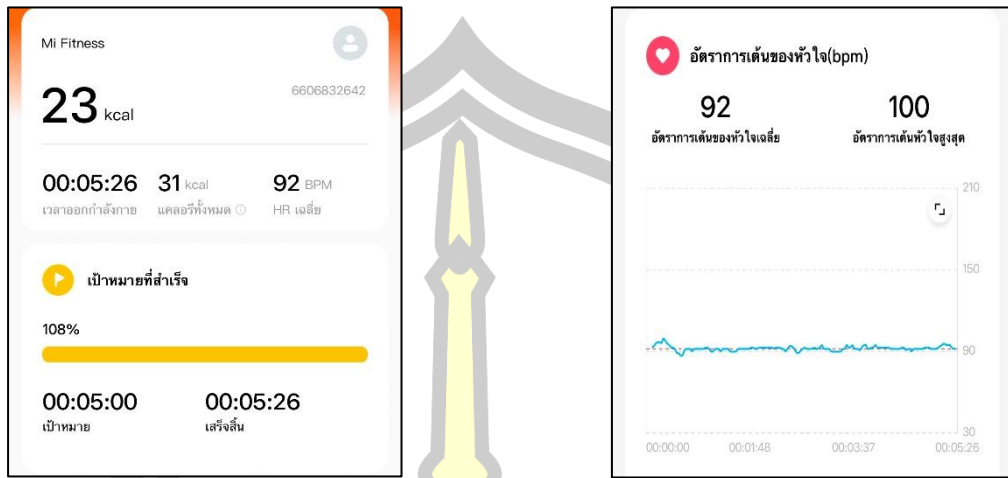 Mi Fitness
23 kcal
6606832642
00:05:26 31 kcal 92 BPM
เวลาออกกำลังกาย แคลอรีทั้งหมด HR เฉลี่ย
เป้าหมายที่สำเร็จ
108%
00:05:00 00:05:26
เป้าหมาย เสร็จสิ้น
อัตราการเต้นของหัวใจ(bpm)
92 100
อัตราการเต้นของหัวใจเฉลี่ย อัตราการเต้นหัวใจสูงสุด
210
150
90
30
00:00:00 00:01:48 00:03:37 00:05:26